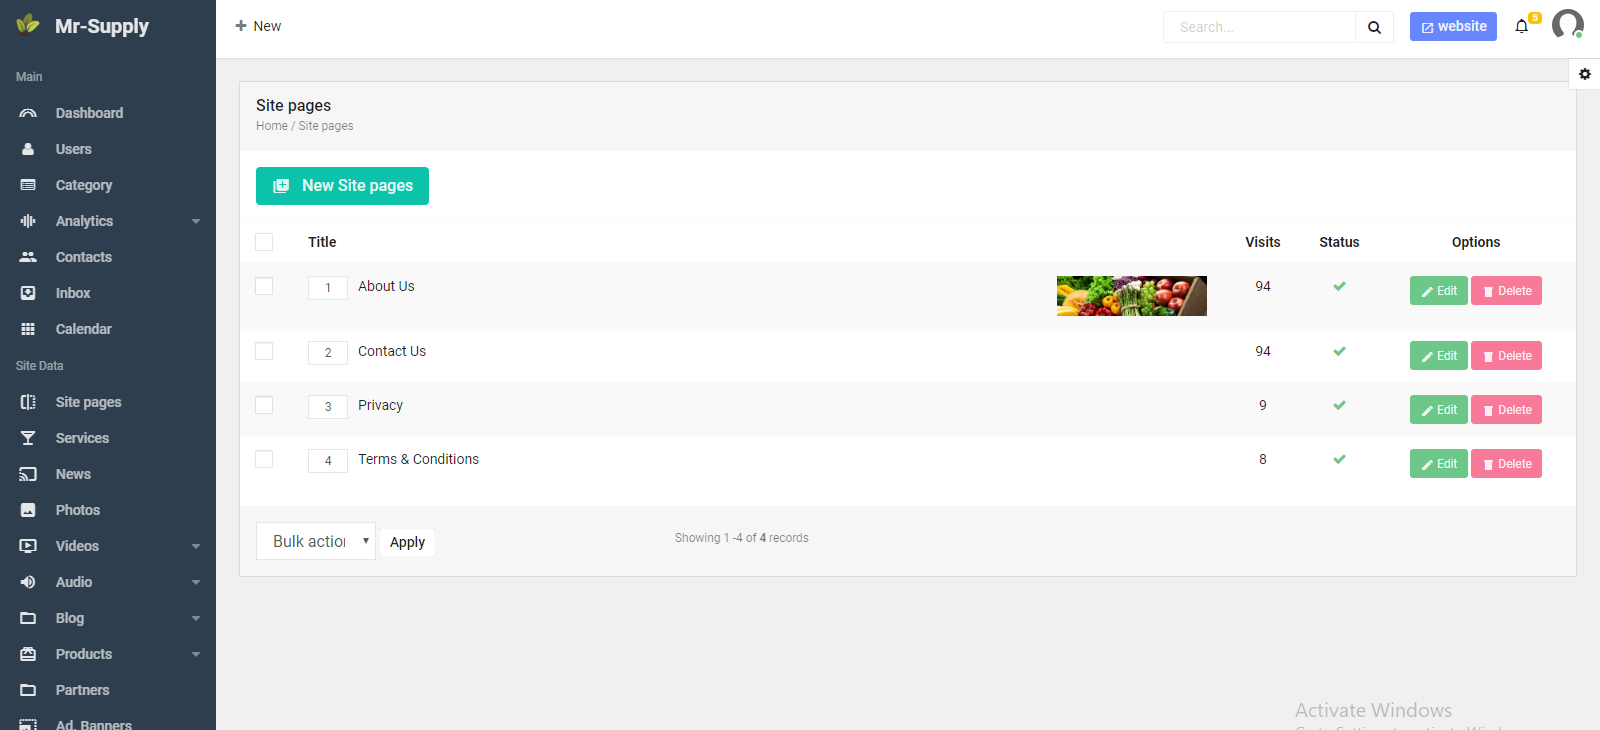 Mr-Supply
Main
Dashboard
Users
Category
Analytics
Contacts
Inbox
Calendar
Site Data
Site pages
Services
News
Photos
Videos
Audio
Blog
Products
Partners
Ad. Banners
New
Search...
website
5
Site pages
Home / Site pages
New Site pages
Title Visits Status Options
1 About Us 94 Edit Delete
2 Contact Us 94 Edit Delete
3 Privacy 9 Edit Delete
4 Terms & Conditions 8 Edit Delete
Bulk action Apply Showing 1 -4 of 4 records
Activate Windows